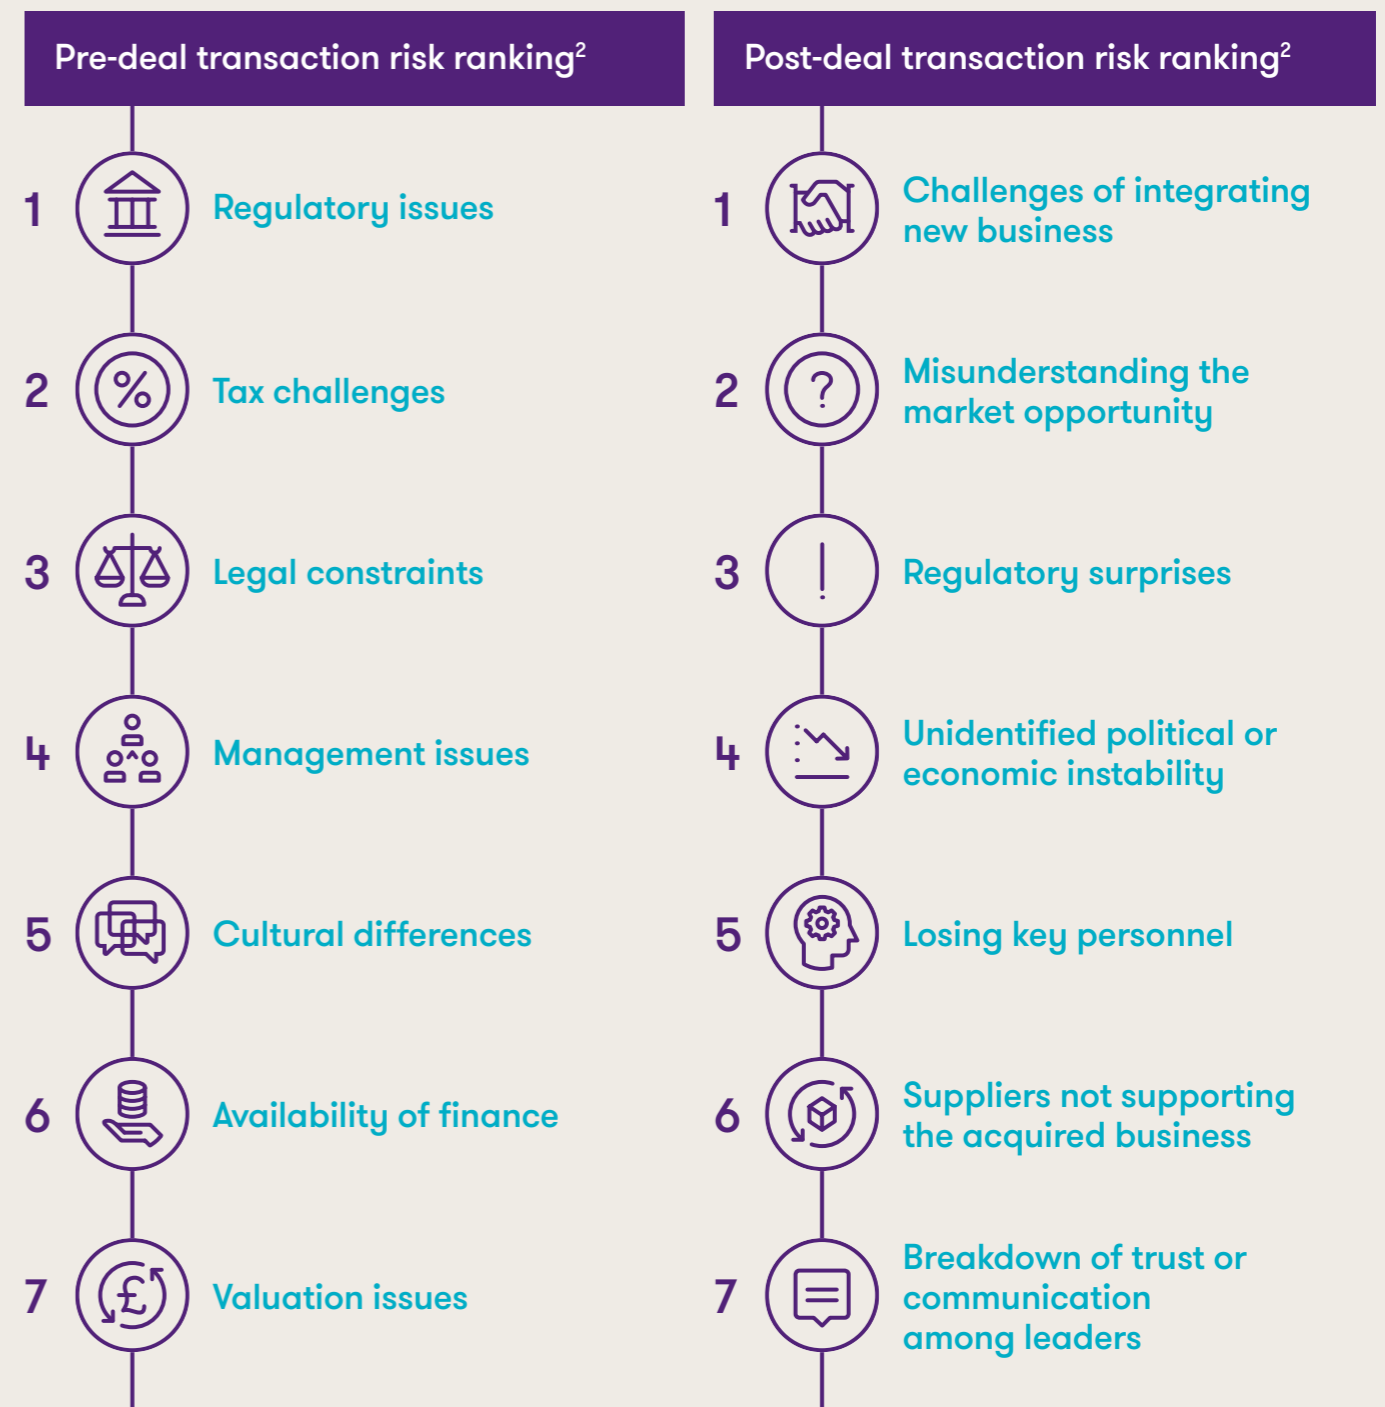 Pre-deal transaction risk ranking²
1
Regulatory issues
2
%
Tax challenges
3
Legal constraints
4
Management issues
5
Cultural differences
6
Availability of finance
7
£
Valuation issues
Post-deal transaction risk ranking²
1
Challenges of integrating
new business
2
?
Misunderstanding the
market opportunity
3
!
Regulatory surprises
4
Unidentified political or
economic instability
5
Losing key personnel
6
Suppliers not supporting
the acquired business
7
Breakdown of trust or
communication
among leaders